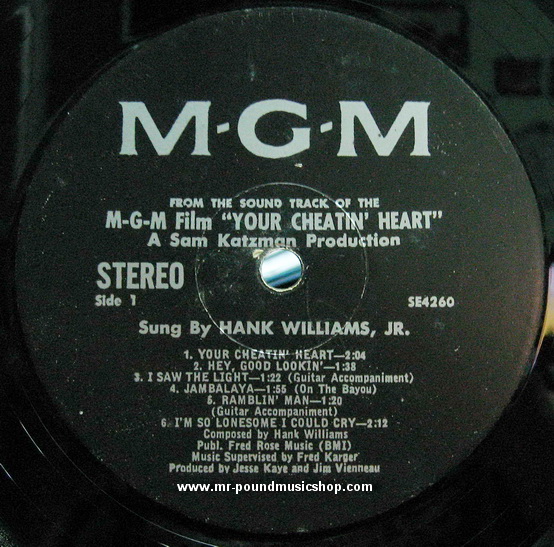 M·G·M
FROM THE SOUND TRACK OF THE
M-G-M Film "YOUR CHEATIN' HEART"
A Sam Katzman Production
STEREO
Side 1
SE4260
Sung By HANK WILLIAMS, JR.
1. YOUR CHEATIN' HEART—2:04
2. HEY, GOOD LOOKIN'—1:38
3. I SAW THE LIGHT—1:22 (Guitar Accompaniment)
4. JAMBALAYA—1:55 (On The Bayou)
5. RAMBLIN' MAN—1:20
(Guitar Accompaniment)
6. I'M SO LONESOME I COULD CRY—2:12
Composed by Hank Williams
Publ. Fred Rose Music (BMI)
Music Supervised by Fred Karger
Produced by Jesse Kaye and Jim Vienneau
www.mr-poundmusicshop.com